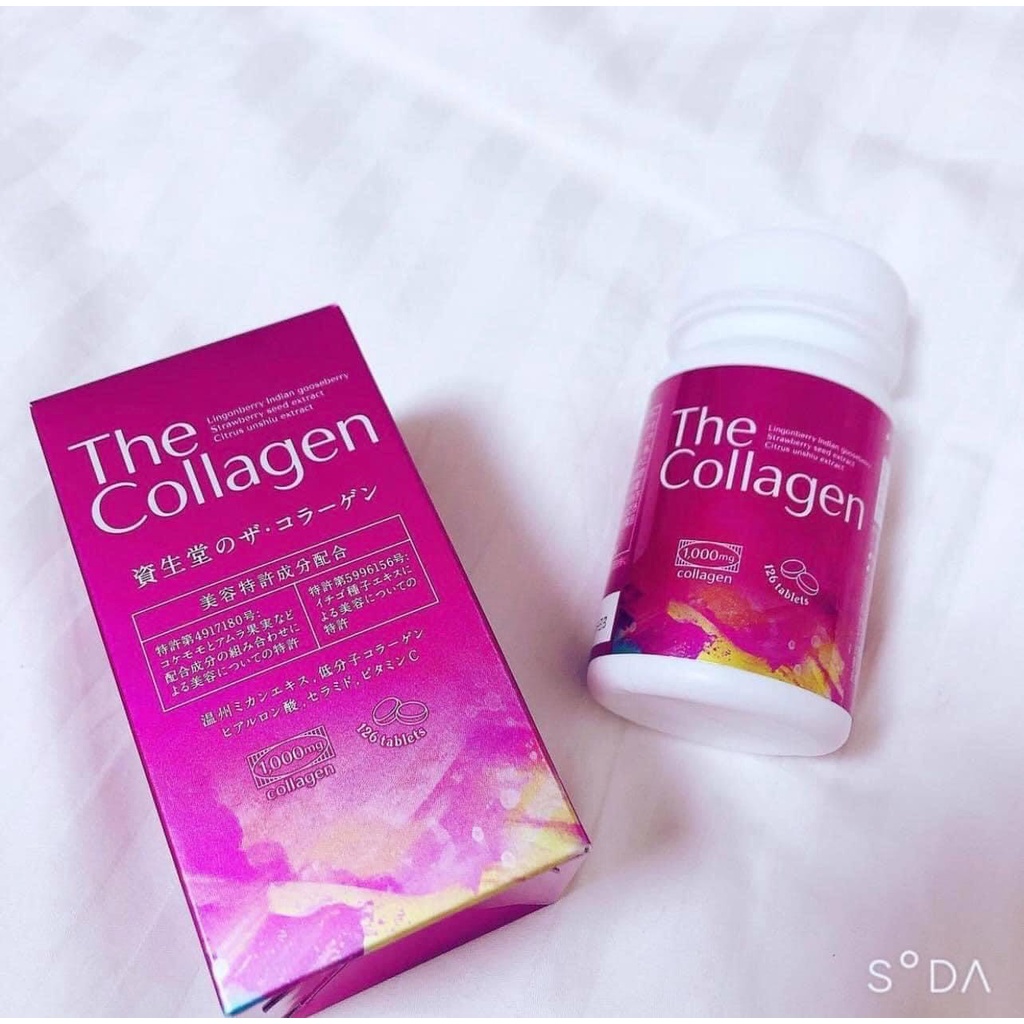 The
Collagen
Lingonberry Indian gooseberry
Strawberry seed extract
Citrus unshiu extract
資生堂のザ・コラーゲン
美容特許成分配合
特許第4917180号:
コケモモとアムラ果実など
配合成分の組み合わせに
よる美容についての特許
特許第5996156号:
イチゴ種子エキスに
よる美容についての
特許
温州ミカンエキス,低分子コラーゲン
ヒアルロン酸,セラミド,ビタミンC
1,000mg
collagen
126 tablets
The
Collagen
Lingonberry Indian gooseberry
Strawberry seed extract
Citrus unshiu extract
1,000mg
collagen
126 tablets
S°DA